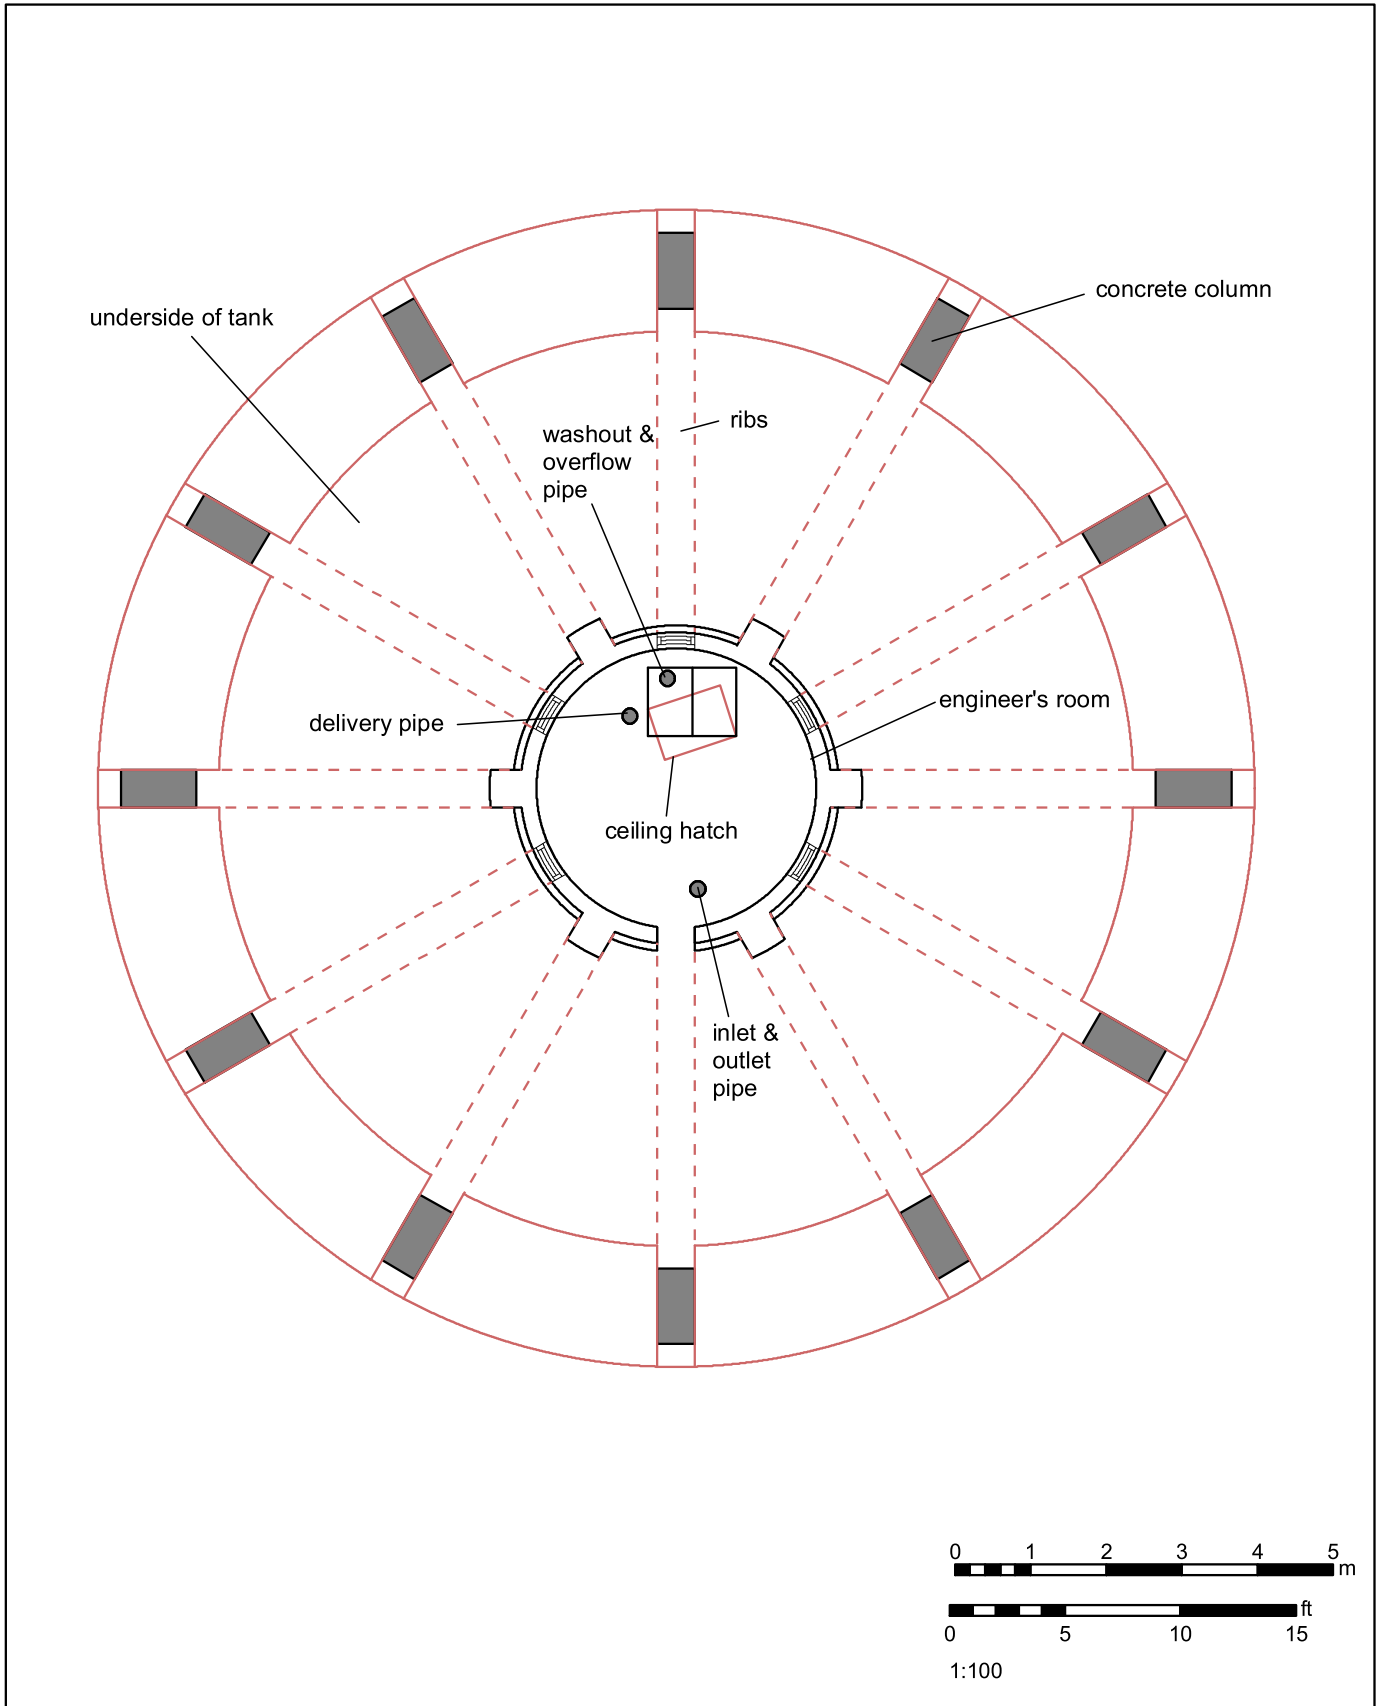 concrete column
underside of tank
ribs
washout &
overflow
pipe
engineer's room
delivery pipe
ceiling hatch
inlet &
outlet
pipe
0 1 2 3 4 5 m
ft
0 5 10 15
1:100